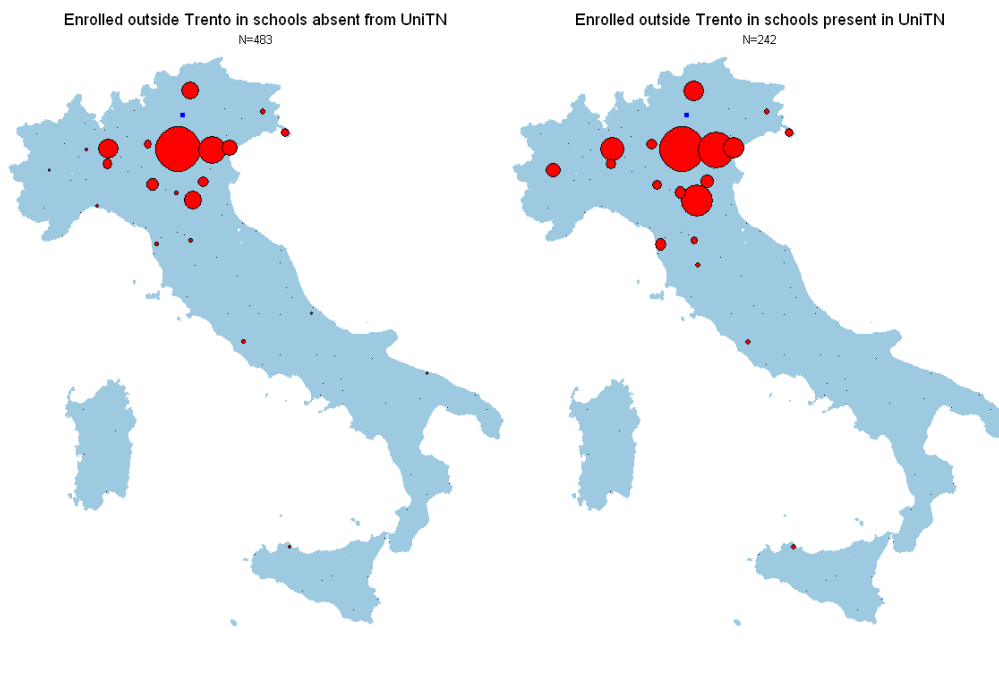 Enrolled outside Trento in schools absent from UniTN
N=483
Enrolled outside Trento in schools present in UniTN
N=242